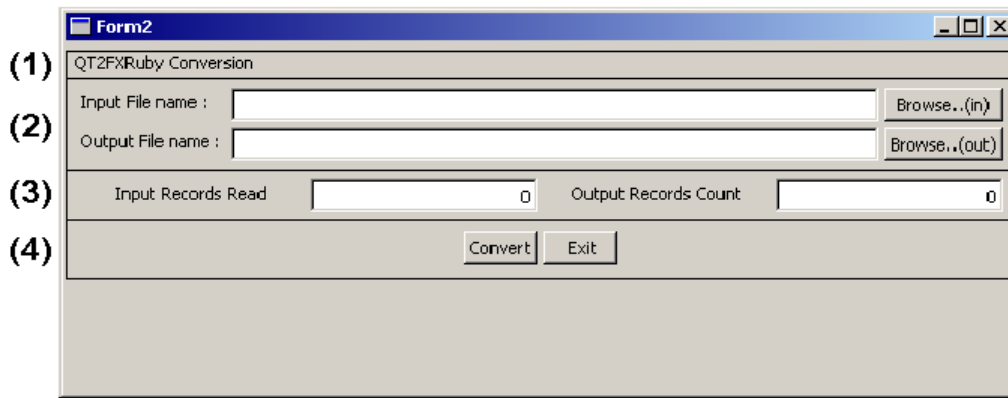 Form2
(1) QT2FXRuby Conversion
(2)
Input File name : Browse..(in)
Output File name : Browse..(out)
(3) Input Records Read 0 Output Records Count 0
(4) Convert Exit